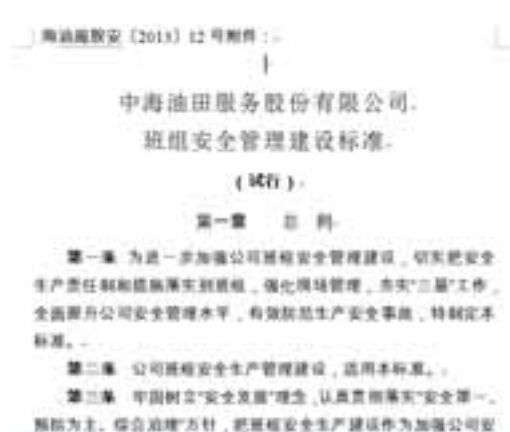 海油服安〔2013〕12 号附件:
中海油田服务股份有限公司
班组安全管理建设标准
(试行)
第一章 总 则
第一条 为进一步加强公司班组安全管理建设,切实把安全
生产责任制和措施落实到班组,强化现场管理,夯实"三基"工作,
全面提升公司安全管理水平,有效防范生产安全事故,特制定本
标准。
第二条 公司班组安全生产管理建设,适用本标准。
第三条 牢固树立"安全发展"理念,认真贯彻落实"安全第一、
预防为主、综合治理"方针,把班组安全生产建设作为加强公司安